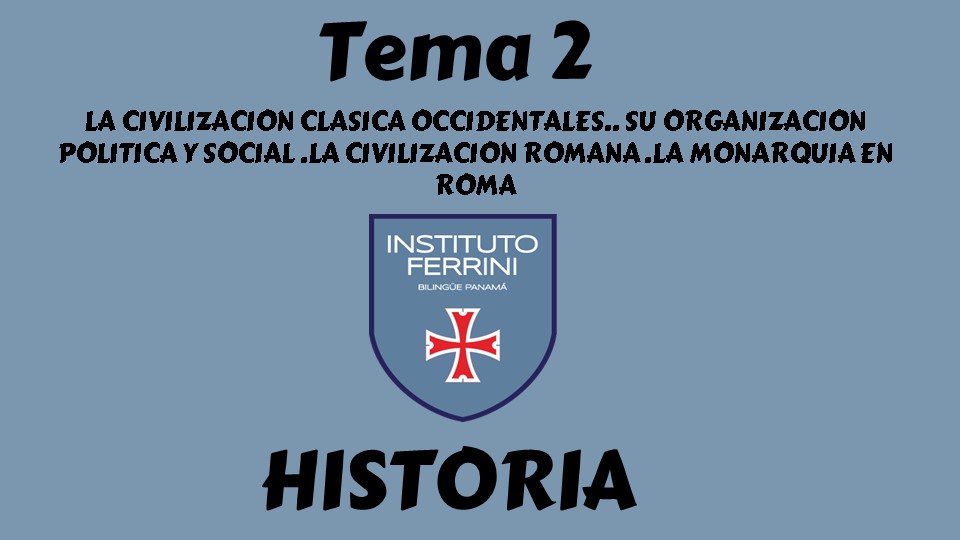 Tema 2
LA CIVILIZACION CLASICA OCCIDENTALES.. SU ORGANIZACION
POLITICA Y SOCIAL .LA CIVILIZACION ROMANA .LA MONARQUIA EN
ROMA
INSTITUTO
FERRINI
BILINGÜE PANAMÁ
HISTORIA